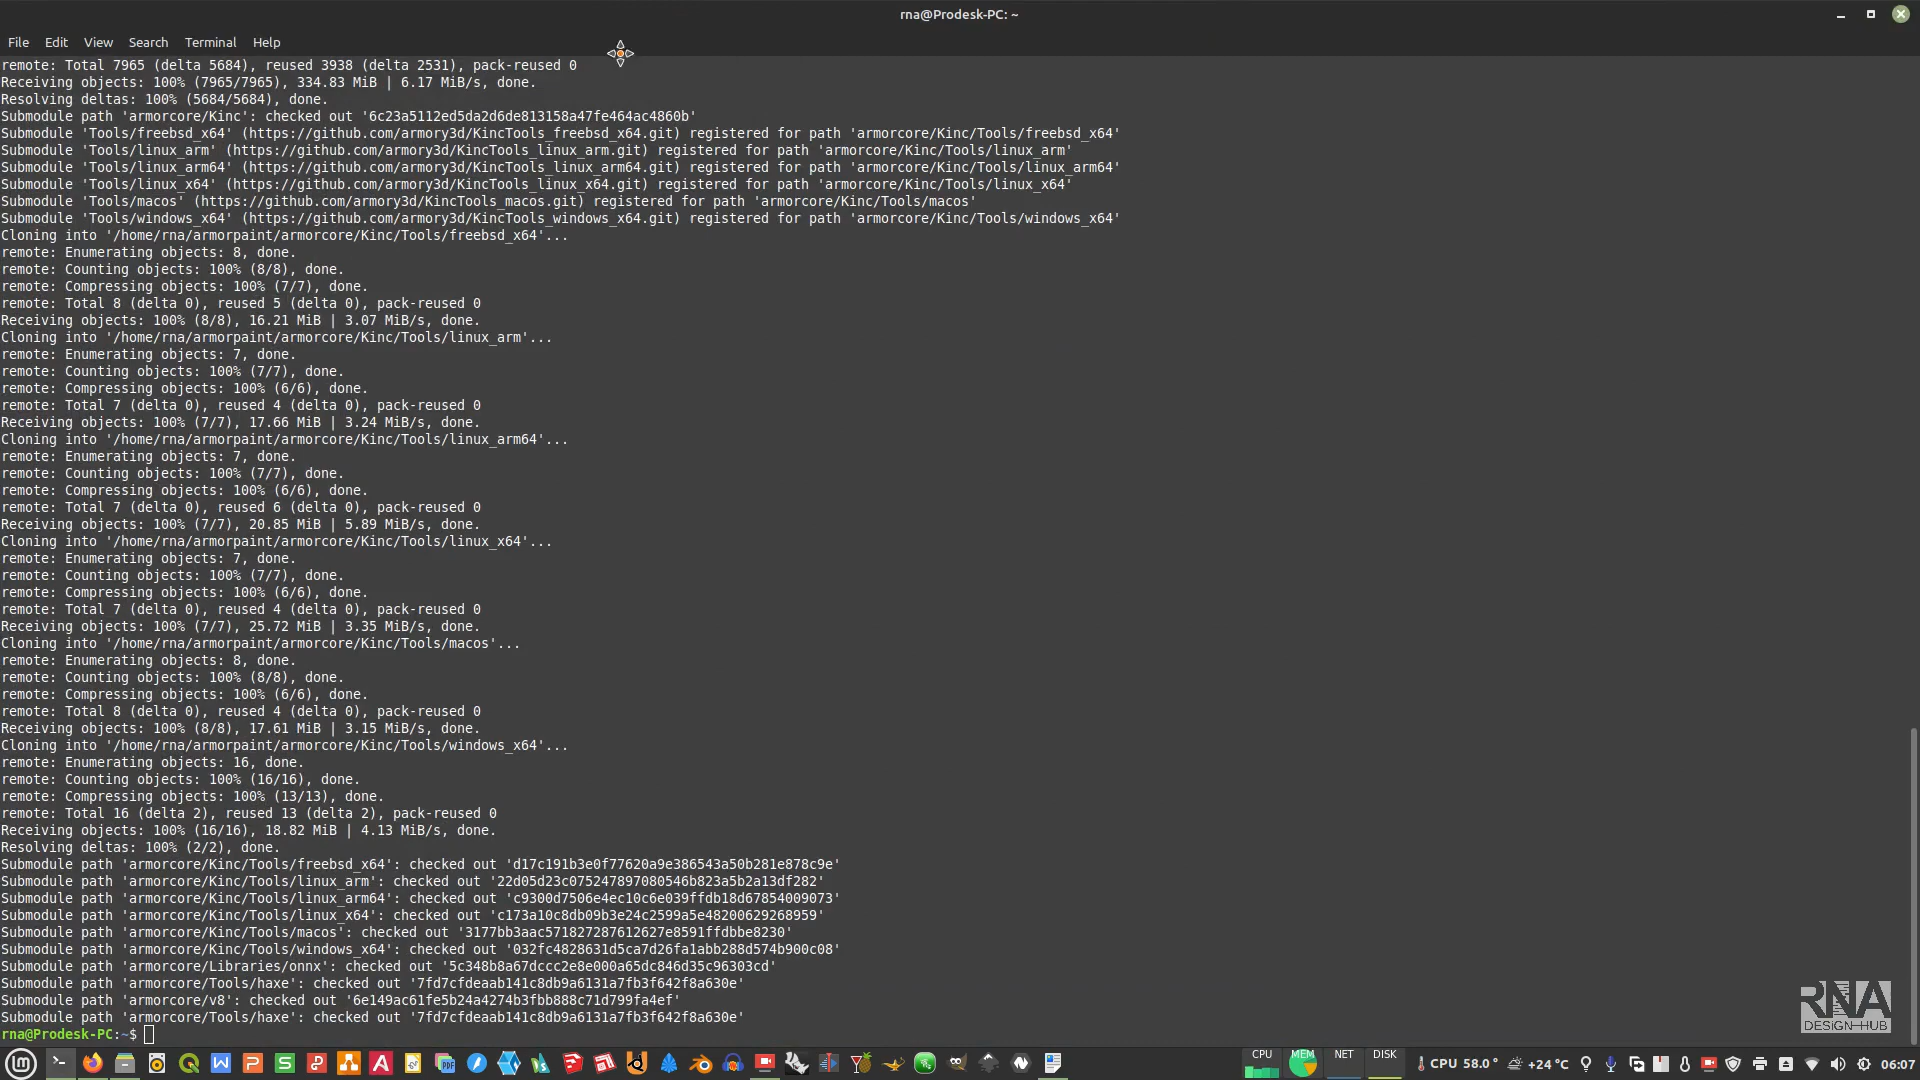 rna@Prodesk-PC: ~
File Edit View Search Terminal Help
remote: Total 7965 (delta 5684), reused 3938 (delta 2531), pack-reused 0
Receiving objects: 100% (7965/7965), 334.83 MiB | 6.17 MiB/s, done.
Resolving deltas: 100% (5684/5684), done.
Submodule path 'armorcore/Kinc': checked out '6c23a5112ed5da2d6de813158a47fe464ac4860b'
Submodule 'Tools/freebsd_x64' (https://github.com/armory3d/KincTools_freebsd_x64.git) registered for path 'armorcore/Kinc/Tools/freebsd_x64'
Submodule 'Tools/linux_arm' (https://github.com/armory3d/KincTools_linux_arm.git) registered for path 'armorcore/Kinc/Tools/linux_arm'
Submodule 'Tools/linux_arm64' (https://github.com/armory3d/KincTools_linux_arm64.git) registered for path 'armorcore/Kinc/Tools/linux_arm64'
Submodule 'Tools/linux_x64' (https://github.com/armory3d/KincTools_linux_x64.git) registered for path 'armorcore/Kinc/Tools/linux_x64'
Submodule 'Tools/macos' (https://github.com/armory3d/KincTools_macos.git) registered for path 'armorcore/Kinc/Tools/macos'
Submodule 'Tools/windows_x64' (https://github.com/armory3d/KincTools_windows_x64.git) registered for path 'armorcore/Kinc/Tools/windows_x64'
Cloning into '/home/rna/armorpaint/armorcore/Kinc/Tools/freebsd_x64'...
remote: Enumerating objects: 8, done.
remote: Counting objects: 100% (8/8), done.
remote: Compressing objects: 100% (7/7), done.
remote: Total 8 (delta 0), reused 5 (delta 0), pack-reused 0
Receiving objects: 100% (8/8), 16.21 MiB | 3.07 MiB/s, done.
Cloning into '/home/rna/armorpaint/armorcore/Kinc/Tools/linux_arm'...
remote: Enumerating objects: 7, done.
remote: Counting objects: 100% (7/7), done.
remote: Compressing objects: 100% (6/6), done.
remote: Total 7 (delta 0), reused 4 (delta 0), pack-reused 0
Receiving objects: 100% (7/7), 17.66 MiB | 3.24 MiB/s, done.
Cloning into '/home/rna/armorpaint/armorcore/Kinc/Tools/linux_arm64'...
remote: Enumerating objects: 7, done.
remote: Counting objects: 100% (7/7), done.
remote: Compressing objects: 100% (6/6), done.
remote: Total 7 (delta 0), reused 6 (delta 0), pack-reused 0
Receiving objects: 100% (7/7), 20.85 MiB | 5.89 MiB/s, done.
Cloning into '/home/rna/armorpaint/armorcore/Kinc/Tools/linux_x64'...
remote: Enumerating objects: 7, done.
remote: Counting objects: 100% (7/7), done.
remote: Compressing objects: 100% (6/6), done.
remote: Total 7 (delta 0), reused 4 (delta 0), pack-reused 0
Receiving objects: 100% (7/7), 25.72 MiB | 3.35 MiB/s, done.
Cloning into '/home/rna/armorpaint/armorcore/Kinc/Tools/macos'...
remote: Enumerating objects: 8, done.
remote: Counting objects: 100% (8/8), done.
remote: Compressing objects: 100% (6/6), done.
remote: Total 8 (delta 0), reused 4 (delta 0), pack-reused 0
Receiving objects: 100% (8/8), 17.61 MiB | 3.15 MiB/s, done.
Cloning into '/home/rna/armorpaint/armorcore/Kinc/Tools/windows_x64'...
remote: Enumerating objects: 16, done.
remote: Counting objects: 100% (16/16), done.
remote: Compressing objects: 100% (13/13), done.
remote: Total 16 (delta 2), reused 13 (delta 2), pack-reused 0
Receiving objects: 100% (16/16), 18.82 MiB | 4.13 MiB/s, done.
Resolving deltas: 100% (2/2), done.
Submodule path 'armorcore/Kinc/Tools/freebsd_x64': checked out 'd17c191b3e0f77620a9e386543a50b281e878c9e'
Submodule path 'armorcore/Kinc/Tools/linux_arm': checked out '22d05d23c075247897080546b823a5b2a13df282'
Submodule path 'armorcore/Kinc/Tools/linux_arm64': checked out 'c9300d7506e4ec10c6e039ffdb18d67854009073'
Submodule path 'armorcore/Kinc/Tools/linux_x64': checked out 'c173a10c8db09b3e24c2599a5e48200629268959'
Submodule path 'armorcore/Kinc/Tools/macos': checked out '3177bb3aac571827287612627e8591ffdbbe8230'
Submodule path 'armorcore/Kinc/Tools/windows_x64': checked out '032fc4828631d5ca7d26fa1abb288d574b900c08'
Submodule path 'armorcore/Libraries/onnx': checked out '5c348b8a67dccc2e8e000a65dc846d35c96303cd'
Submodule path 'armorcore/Tools/haxe': checked out '7fd7cfdeaab141c8db9a6131a7fb3f642f8a630e'
Submodule path 'armorcore/v8': checked out '6e149ac61fe5b24a4274b3fbb888c71d799fa4ef'
Submodule path 'armorcore/Tools/haxe': checked out '7fd7cfdeaab141c8db9a6131a7fb3f642f8a630e'
rna@Prodesk-PC:~$
RNA
DESIGN-HUB
CPU MEM NET DISK CPU 58.0° +24 °C 06:07